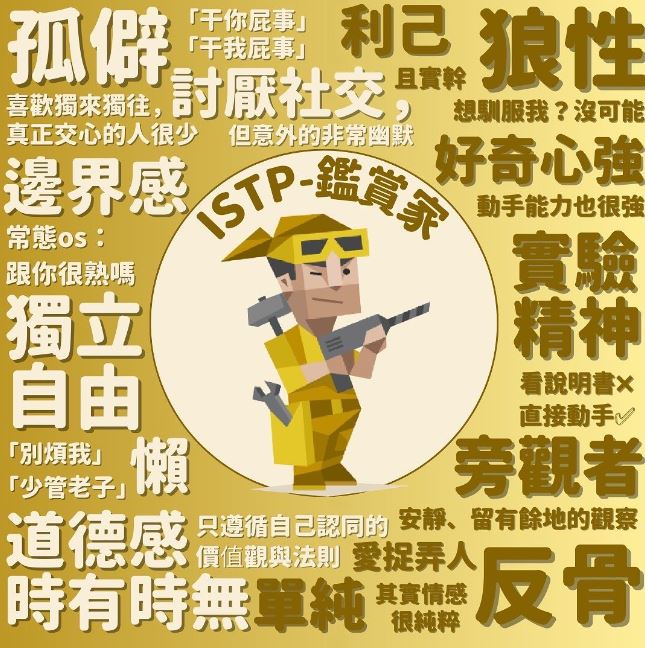 孤僻
「干你屁事」
「干我屁事」
利己
且實幹
狼性
喜歡獨來獨往，
真正交心的人很少
討厭社交，
但意外的非常幽默
想馴服我？沒可能
邊界感
好奇心強
動手能力也很強
常態os：
跟你很熟嗎
ISTP-鑑賞家
實驗
精神
獨立
自由
看說明書❌
直接動手✅
「別煩我」
「少管老子」
懶
旁觀者
安靜、留有餘地的觀察
道德感
時有時無
只遵循自己認同的
價值觀與法則
愛捉弄人
單純
其實情感
很純粹
反骨